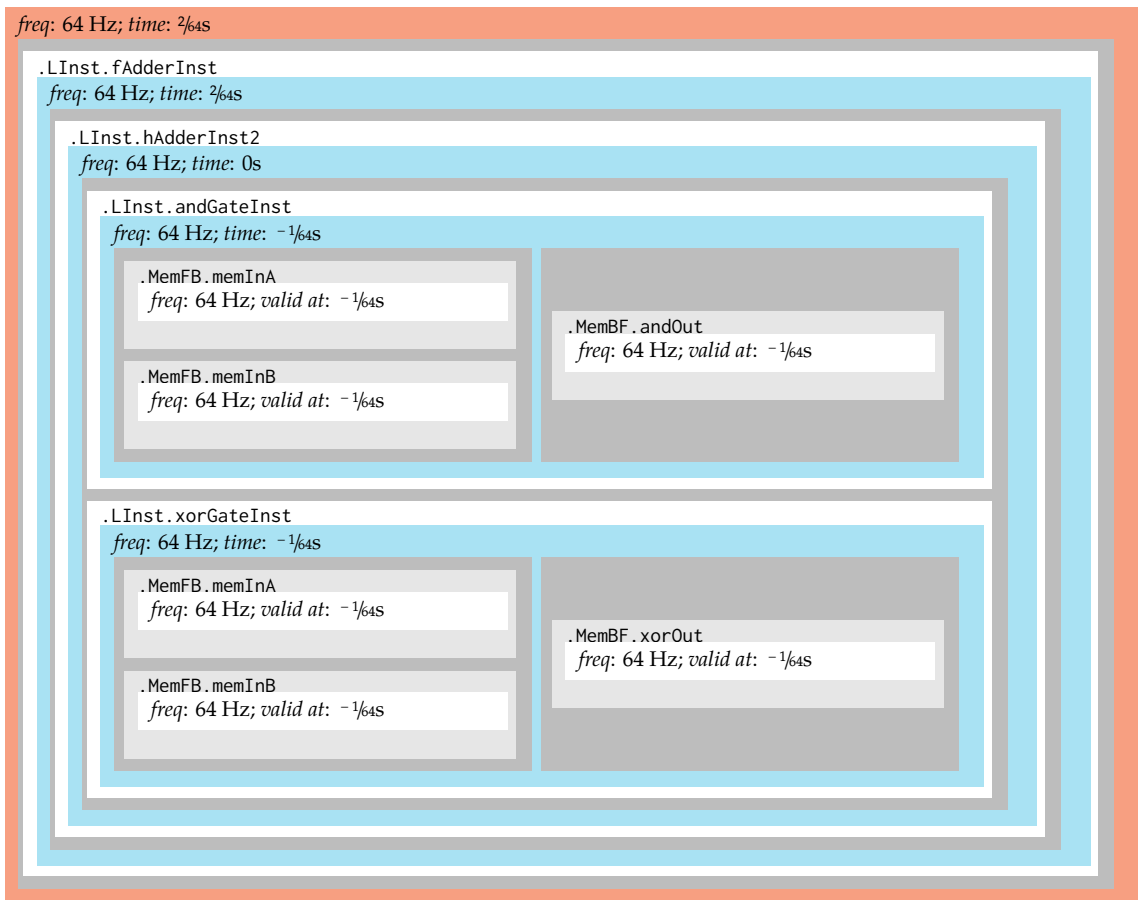 freq: 64 Hz; time: 2/64s
.LInst.fAdderInst
freq: 64 Hz; time: 2/64s
.LInst.hAdderInst2
freq: 64 Hz; time: 0s
.LInst.andGateInst
freq: 64 Hz; time: −1/64s
.MemFB.memInA
freq: 64 Hz; valid at: −1/64s
.MemFB.memInB
freq: 64 Hz; valid at: −1/64s
.MemBF.andOut
freq: 64 Hz; valid at: −1/64s
.LInst.xorGateInst
freq: 64 Hz; time: −1/64s
.MemFB.memInA
freq: 64 Hz; valid at: −1/64s
.MemFB.memInB
freq: 64 Hz; valid at: −1/64s
.MemBF.xorOut
freq: 64 Hz; valid at: −1/64s